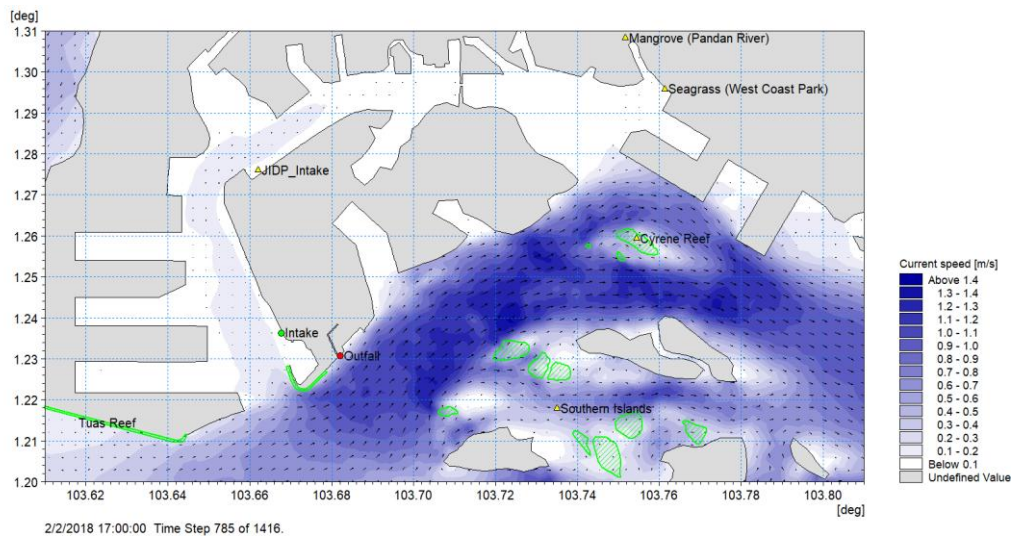 [deg]
1.31
1.30
1.29
1.28
1.27
1.26
1.25
1.24
1.23
1.22
1.21
1.20
Mangrove (Pandan River)
Seagrass (West Coast Park)
JIDP_Intake
Cyrene Reef
Intake
Outfall
Southern Islands
Tuas Reef
103.62 103.64 103.66 103.68 103.70 103.72 103.74 103.76 103.78 103.80
[deg]
Current speed [m/s]
Above 1.4
1.3 - 1.4
1.2 - 1.3
1.1 - 1.2
1.0 - 1.1
0.9 - 1.0
0.8 - 0.9
0.7 - 0.8
0.6 - 0.7
0.5 - 0.6
0.4 - 0.5
0.3 - 0.4
0.2 - 0.3
0.1 - 0.2
Below 0.1
Undefined Value
2/2/2018 17:00:00 Time Step 785 of 1416.